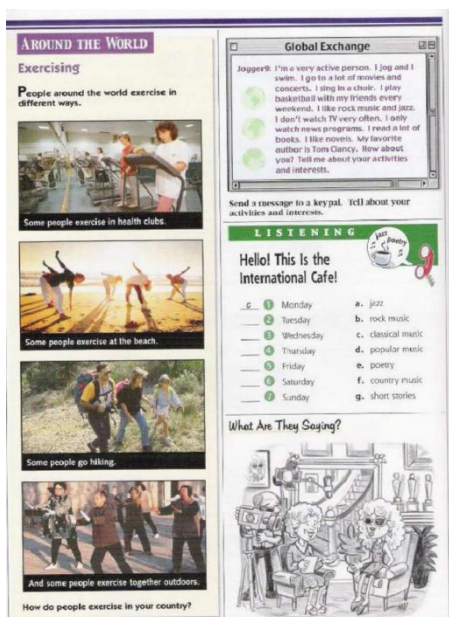 AROUND THE WORLD
Exercising
People around the world exercise in
different ways.
Some people exercise in health clubs.
Some people exercise at the beach.
Some people go hiking.
And some people exercise together outdoors.
How do people exercise in your country?
Global Exchange
Jogger9: I'm a very active person. I jog and I
swim. I go to a lot of movies and
concerts. I sing in a choir. I play
basketball with my friends every
weekend. I like rock music and jazz.
I don't watch TV very often. I only
watch news programs. I read a lot of
books. I like novels. My favorite
author is Tom Clancy. How about
you? Tell me about your activities
and interests.
Send a message to a keypal. Tell about your
activities and interests.
LISTENING
jazz
poetry
Hello! This Is the
International Cafe!
c 1 Monday a. jazz
2 Tuesday b. rock music
3 Wednesday c. classical music
4 Thursday d. popular music
5 Friday e. poetry
6 Saturday f. country music
7 Sunday g. short stories
What Are They Saying?